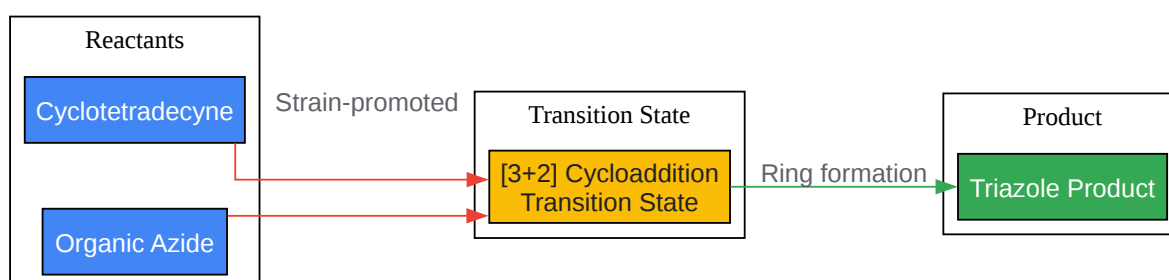 Reactants
Cyclotetradecyne
Organic Azide
Strain-promoted
Transition State
[3+2] Cycloaddition
Transition State
Ring formation
Product
Triazole Product